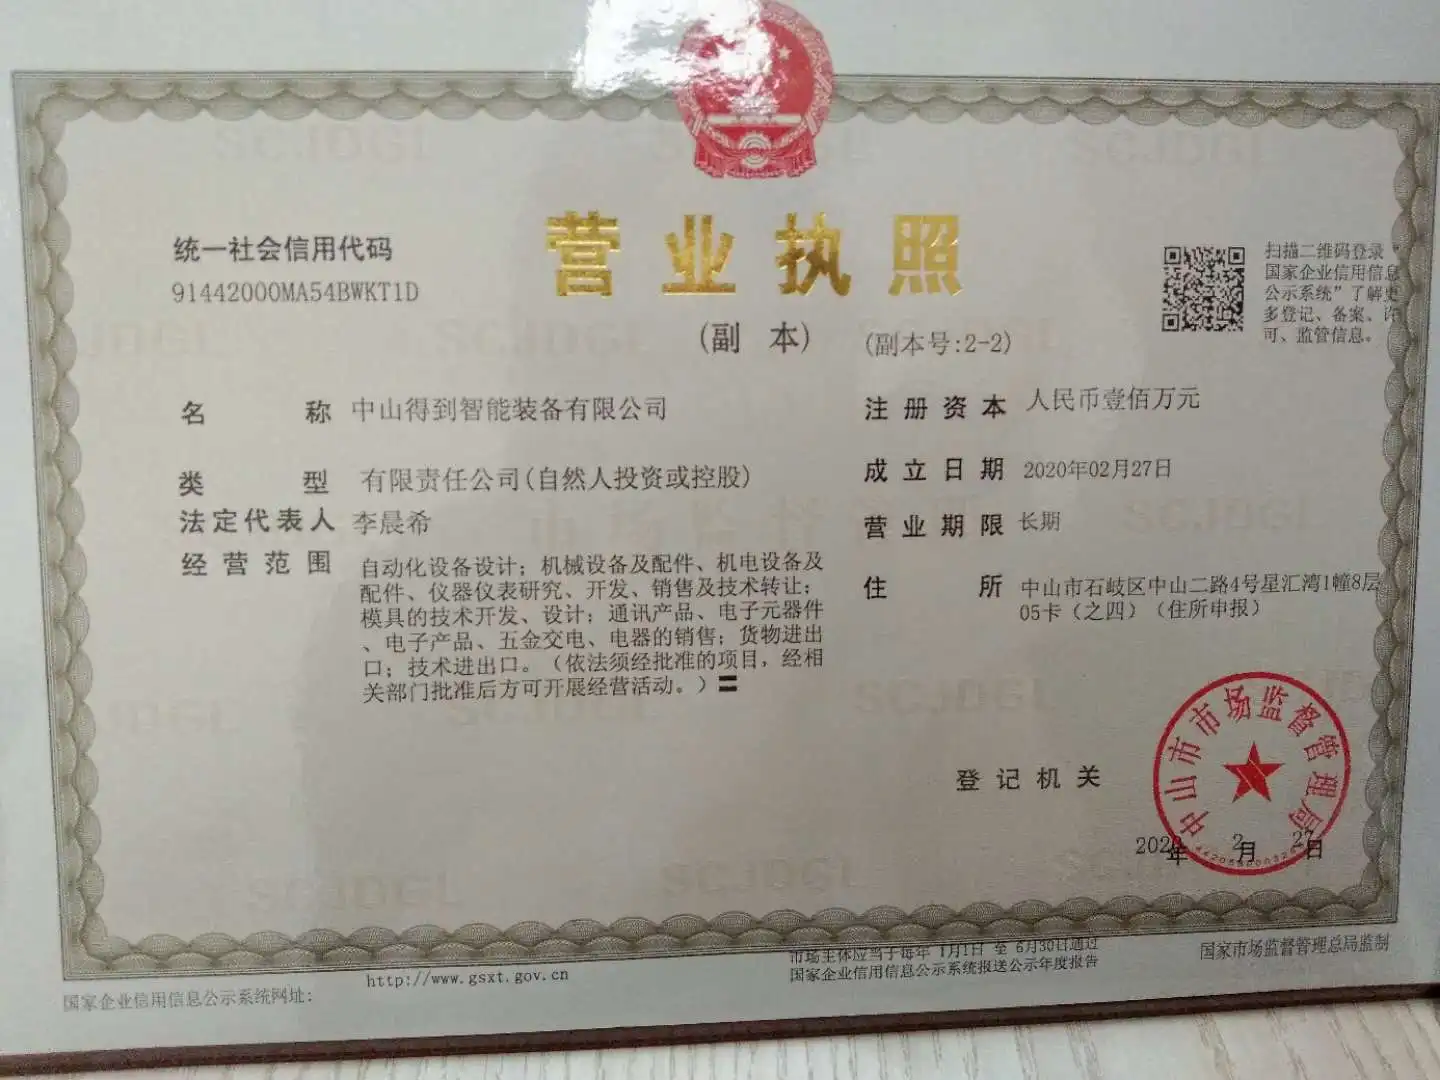 营业执照
(副 本)
(副本号:2-2)
统一社会信用代码
91442000MA54BWKT1D
扫描二维码登录“
国家企业信用信息
公示系统”了解更
多登记、备案、许
可、监管信息。
名 称 中山得到智能装备有限公司
类 型 有限责任公司(自然人投资或控股)
法定代表人 李晨希
经营范围 自动化设备设计；机械设备及配件、机电设备及
配件、仪器仪表研究、开发、销售及技术转让；
模具的技术开发、设计；通讯产品、电子元器件
、电子产品、五金交电、电器的销售；货物进出
口；技术进出口。（依法须经批准的项目，经相
关部门批准后方可开展经营活动。）
注册资本 人民币壹佰万元
成立日期 2020年02月27日
营业期限 长期
住 所 中山市石岐区中山二路4号星汇湾1幢8层
05卡（之四）（住所申报）
登记机关
中山市市场监督管理局
2020年 2月 27日
国家企业信用信息公示系统网址：
http://www.gsxt.gov.cn
市场主体应当于每年 1月1日 至 6月30日通过
国家企业信用信息公示系统报送公示年度报告
国家市场监督管理总局监制
SCJDGL